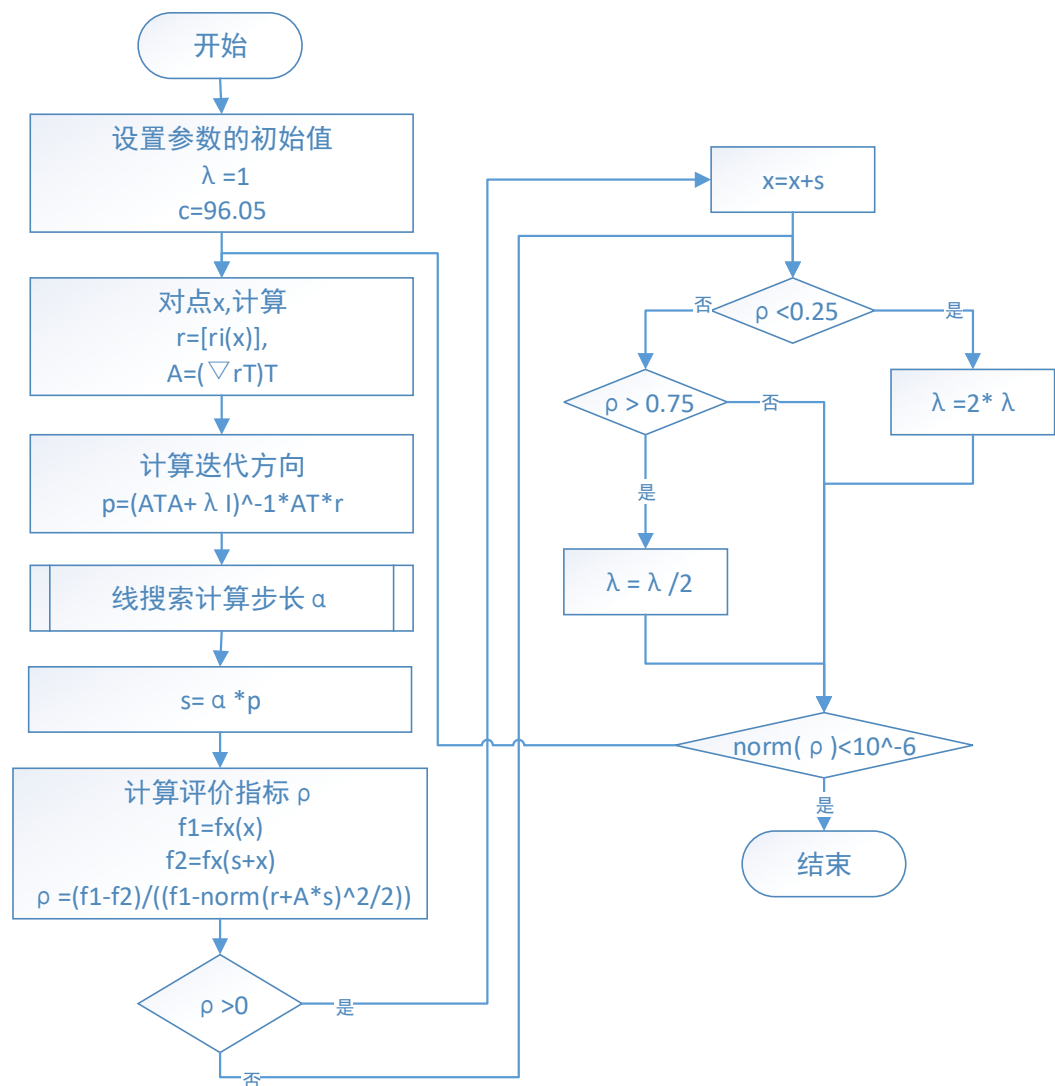 开始
设置参数的初始值
λ =1
c=96.05
对点x,计算
r=[ri(x)],
A=(▽rT)T
计算迭代方向
p=(ATA+ λ I)^-1*AT*r
线搜索计算步长 α
s= α *p
计算评价指标 ρ
f1=fx(x)
f2=fx(s+x)
ρ =(f1-f2)/((f1-norm(r+A*s)^2/2))
ρ >0
是
否
x=x+s
ρ <0.25
否
是
ρ > 0.75
否
λ =2* λ
是
λ = λ /2
norm( ρ )<10^-6
是
结束